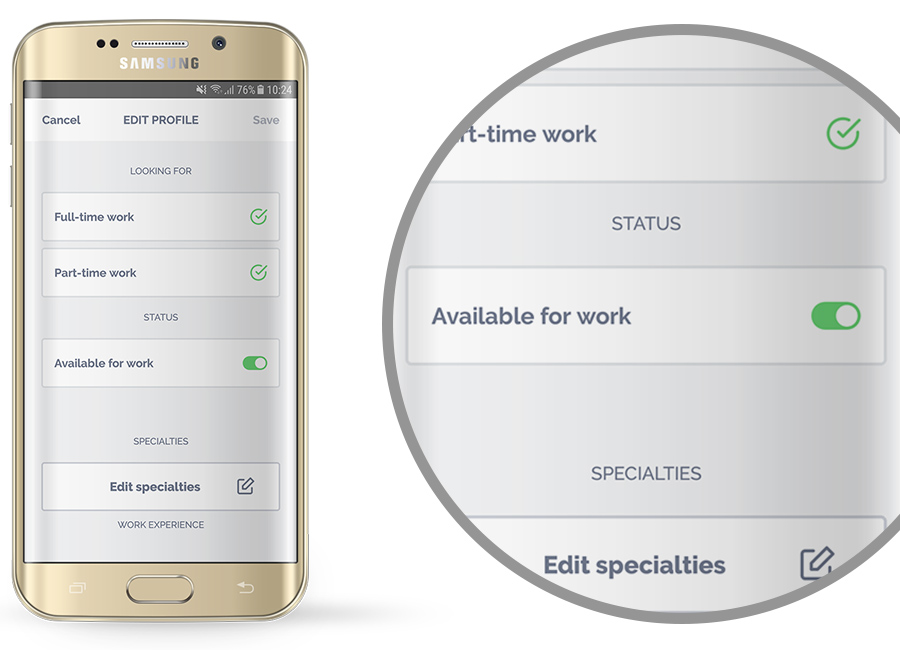 SAMSUNG
76% 10:24
Cancel EDIT PROFILE Save
LOOKING FOR
Full-time work
Part-time work
STATUS
Available for work
SPECIALTIES
Edit specialties
WORK EXPERIENCE
rt-time work
STATUS
Available for work
SPECIALTIES
Edit specialties